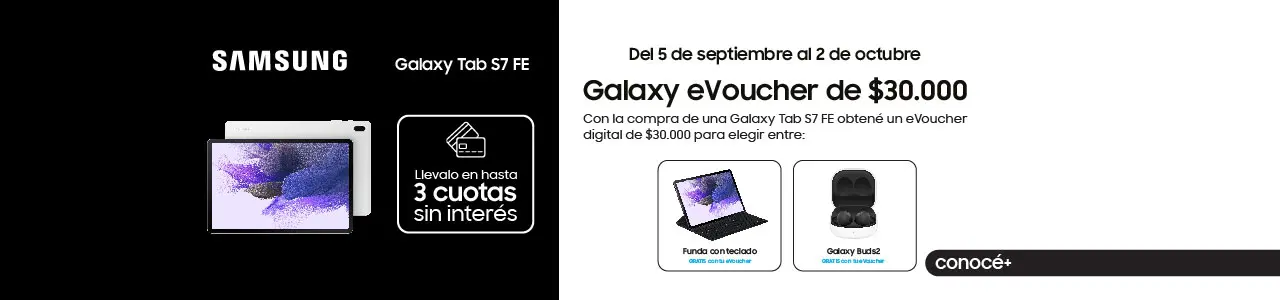 SAMSUNG
Galaxy Tab S7 FE
Llevalo en hasta
3 cuotas
sin interés
Del 5 de septiembre al 2 de octubre
Galaxy eVoucher de $30.000
Con la compra de una Galaxy Tab S7 FE obtené un eVoucher
digital de $30.000 para elegir entre:
Funda con teclado
GRATIS con tu eVoucher
Galaxy Buds2
GRATIS con tu eVoucher
conocé+